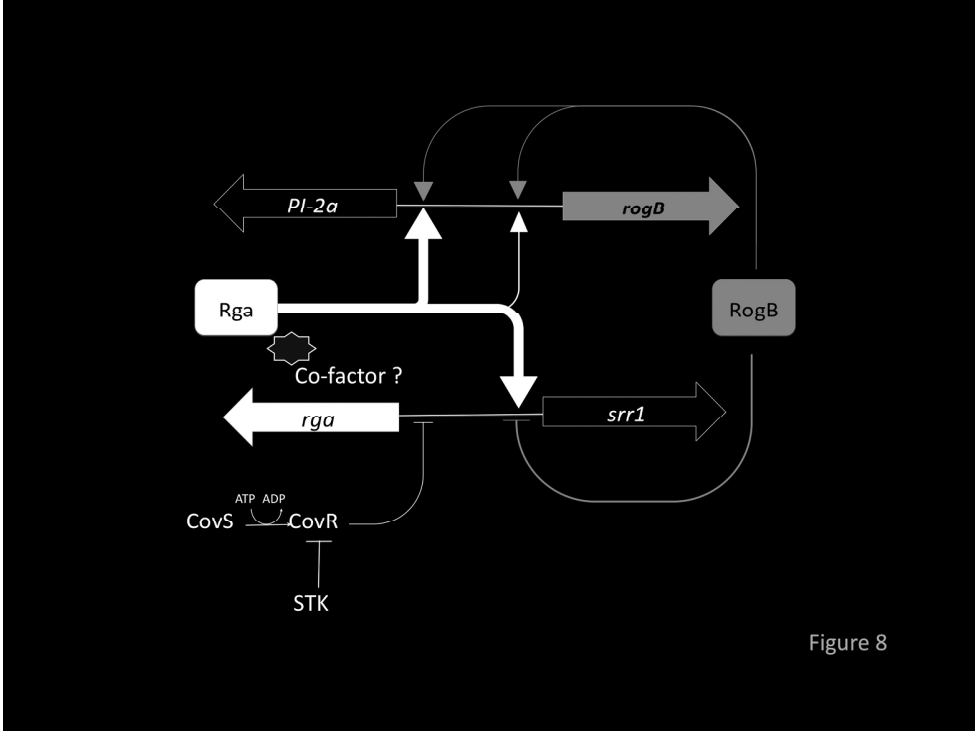 PI-2a
rogB
Rga
RogB
Co-factor ?
rga
srr1
ATP ADP
CovS CovR
STK
Figure 8